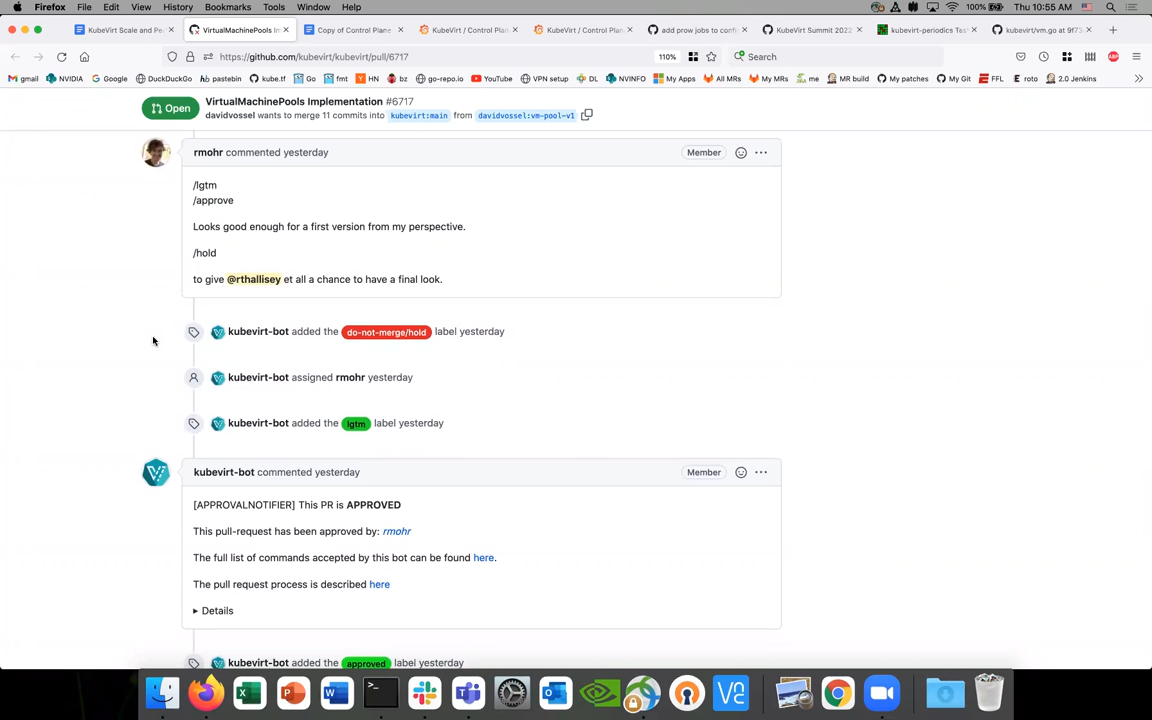 Firefox File Edit View History Bookmarks Tools Window Help 100% Thu 10:55 AM
KubeVirt Scale and Pe VirtualMachinePools Im Copy of Control Plane KubeVirt / Control Plan KubeVirt / Control Plan add prow jobs to confi KubeVirt Summit 2022 kubevirt-periodics Tes kubevirt/vm.go at 9f73
https://github.com/kubevirt/kubevirt/pull/6717 110% Search
gmail NVIDIA Google DuckDuckGo pastebin kube.tf Go fmt HN bz go-repo.io YouTube VPN setup DL NVINFO My Apps All MRs My MRs me MR build My patches My Git FFL roto 2.0 Jenkins
Open VirtualMachinePools Implementation #6717
davidvossel wants to merge 11 commits into kubevirt:main from davidvossel:vm-pool-v1
rmohr commented yesterday Member
/lgtm
/approve
Looks good enough for a first version from my perspective.
/hold
to give @rthallisey et all a chance to have a final look.
kubevirt-bot added the do-not-merge/hold label yesterday
kubevirt-bot assigned rmohr yesterday
kubevirt-bot added the lgtm label yesterday
kubevirt-bot commented yesterday Member
[APPROVALNOTIFIER] This PR is APPROVED
This pull-request has been approved by: rmohr
The full list of commands accepted by this bot can be found here.
The pull request process is described here
Details
kubevirt-bot added the approved label yesterday